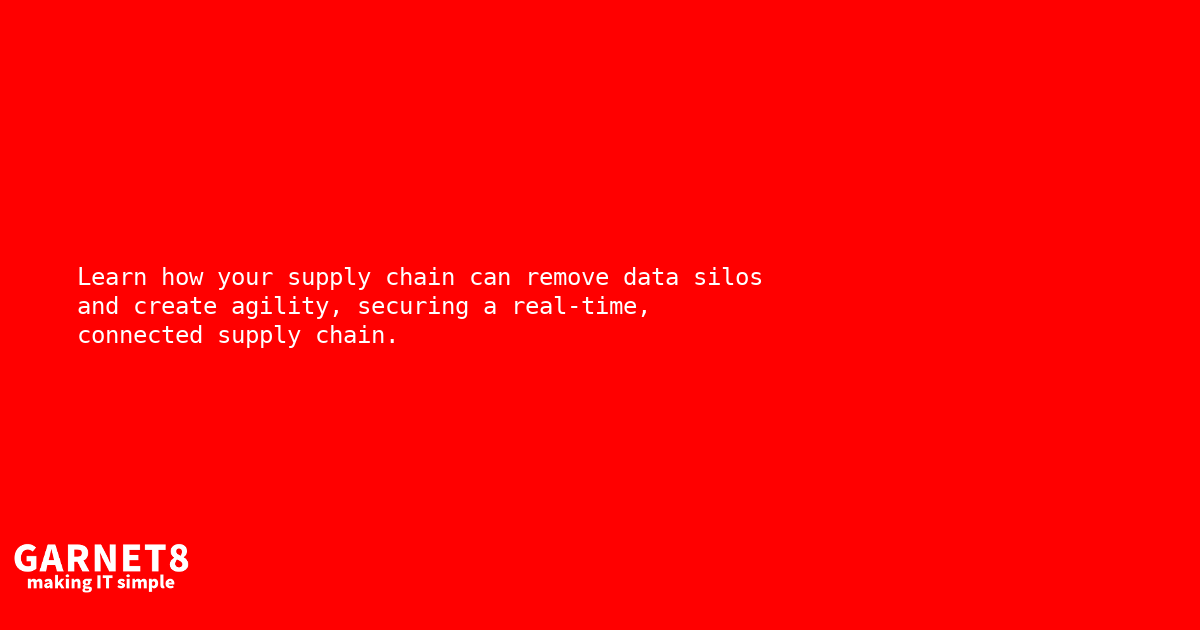 Learn how your supply chain can remove data silos
and create agility, securing a real-time,
connected supply chain.
GARNET8
making IT simple